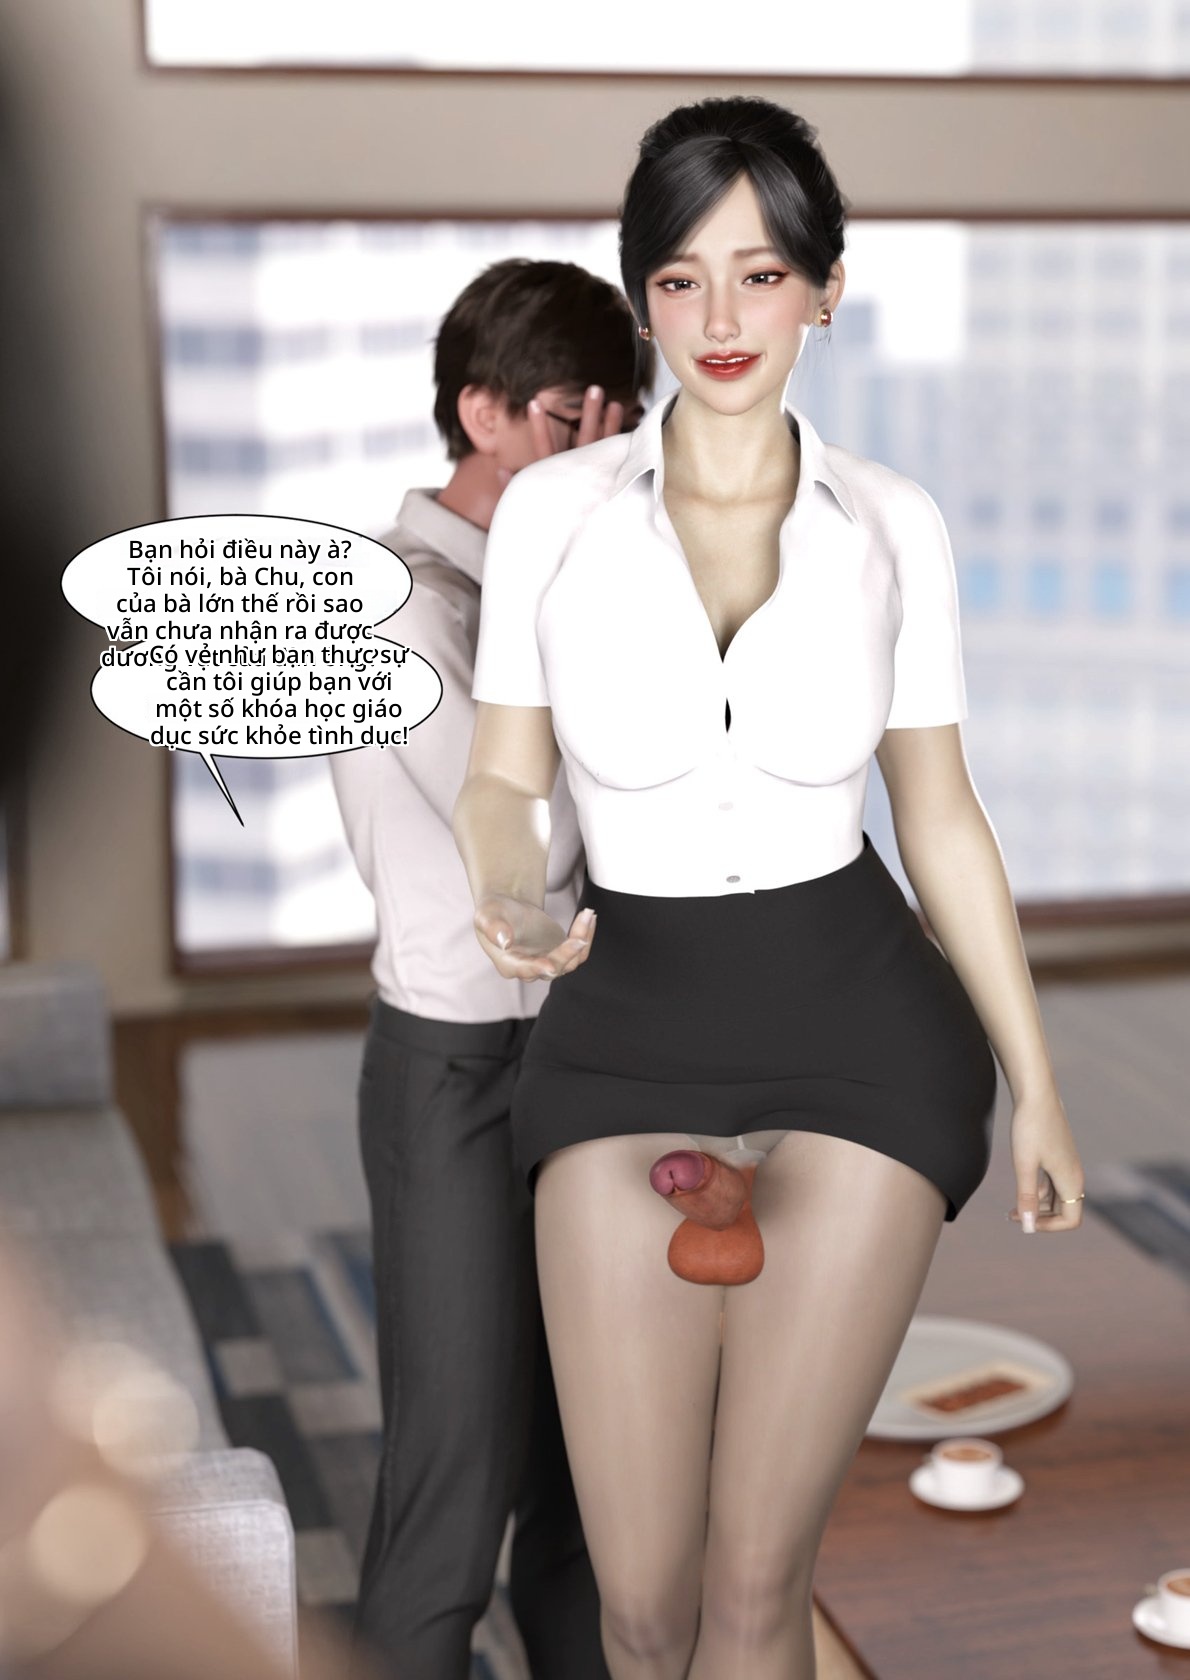 Bạn hỏi điều này à?
Tôi nói, bà Chu, con
của bà lớn thế rồi sao
vẫn chưa nhận ra được
Có vẻ như bạn thực sự
cần tôi giúp bạn với
một số khóa học giáo
dục sức khỏe tình dục!